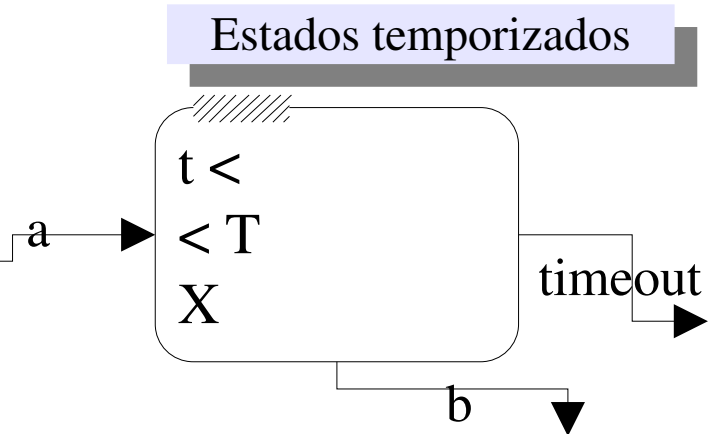 Estados temporizados
t <
a
< T
timeout
X
b